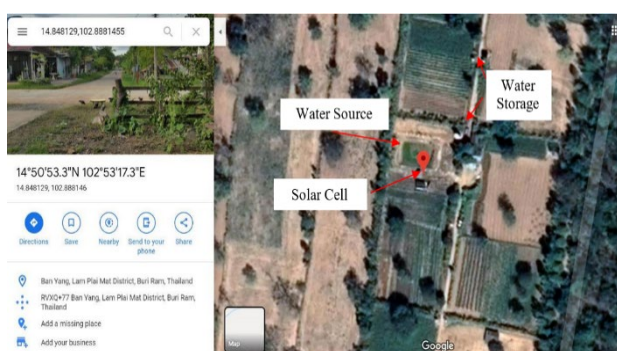 14.848129,102.8881455
14°50'53.3"N 102°53'17.3"E
14.848129, 102.888146
Directions
Save
Nearby
Send to your
phone
Share
Ban Yang, Lam Plai Mat District, Buri Ram, Thailand
RVXQ+77 Ban Yang, Lam Plai Mat District, Buri Ram,
Thailand
Add a missing place
Add your business
Water
Storage
Water Source
Solar Cell
Map
Google